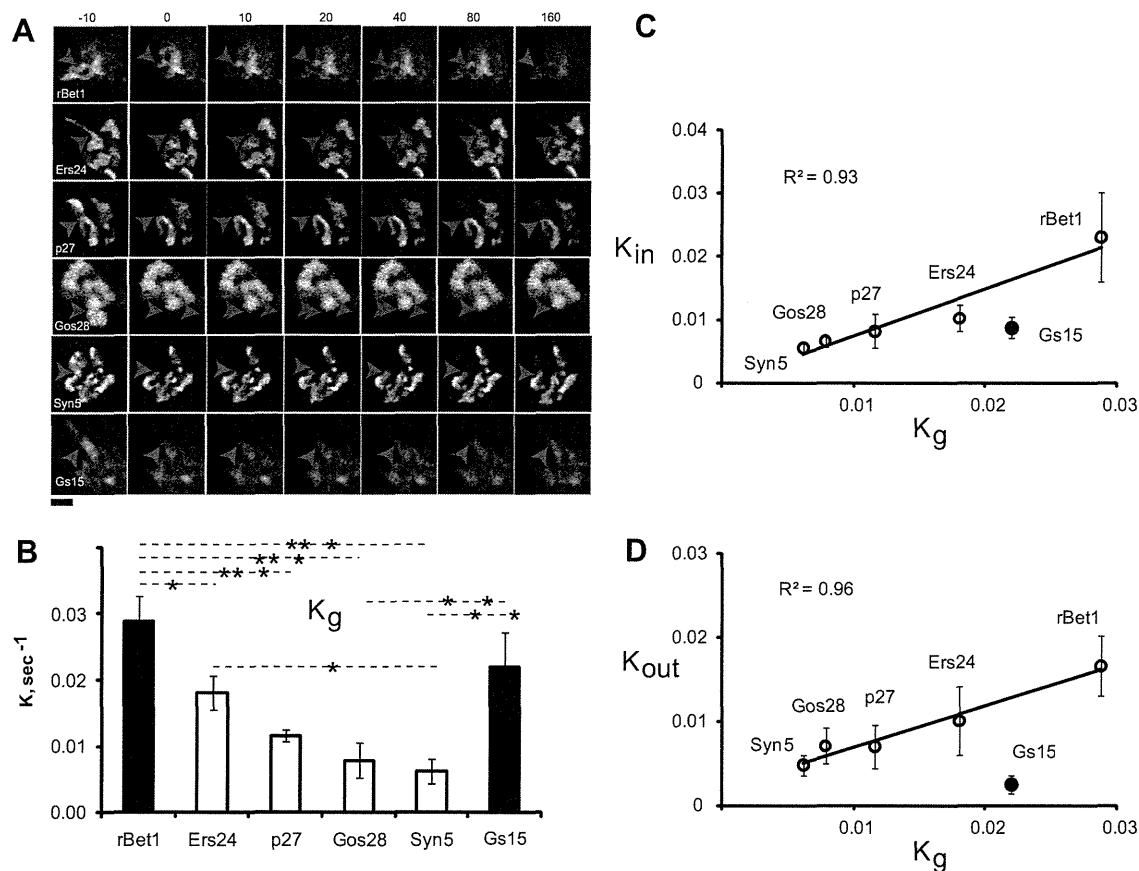 A
-10 0 10 20 40 80 160
rBet1
Ers24
p27
Gos28
Syn5
Gs15
B
K, sec⁻¹
0.03
0.02
0.01
0.00
** *
** *
** *
*
* *
* *
*
Kg
rBet1 Ers24 p27 Gos28 Syn5 Gs15
C
0.04
0.03
0.02
0.01
0
Kin
R² = 0.93
rBet1
Ers24
p27
Gos28
Syn5
Gs15
0.01 0.02 0.03
Kg
D
0.03
0.02
0.01
0
Kout
R² = 0.96
rBet1
Ers24
p27
Gos28
Syn5
Gs15
0.01 0.02 0.03
Kg